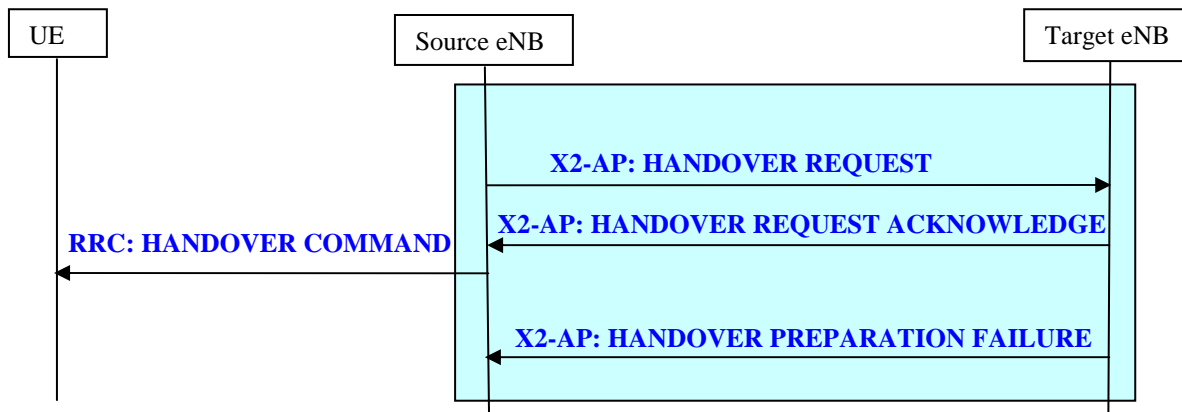 UE
Source eNB
Target eNB
X2-AP: HANDOVER REQUEST
X2-AP: HANDOVER REQUEST ACKNOWLEDGE
RRC: HANDOVER COMMAND
X2-AP: HANDOVER PREPARATION FAILURE